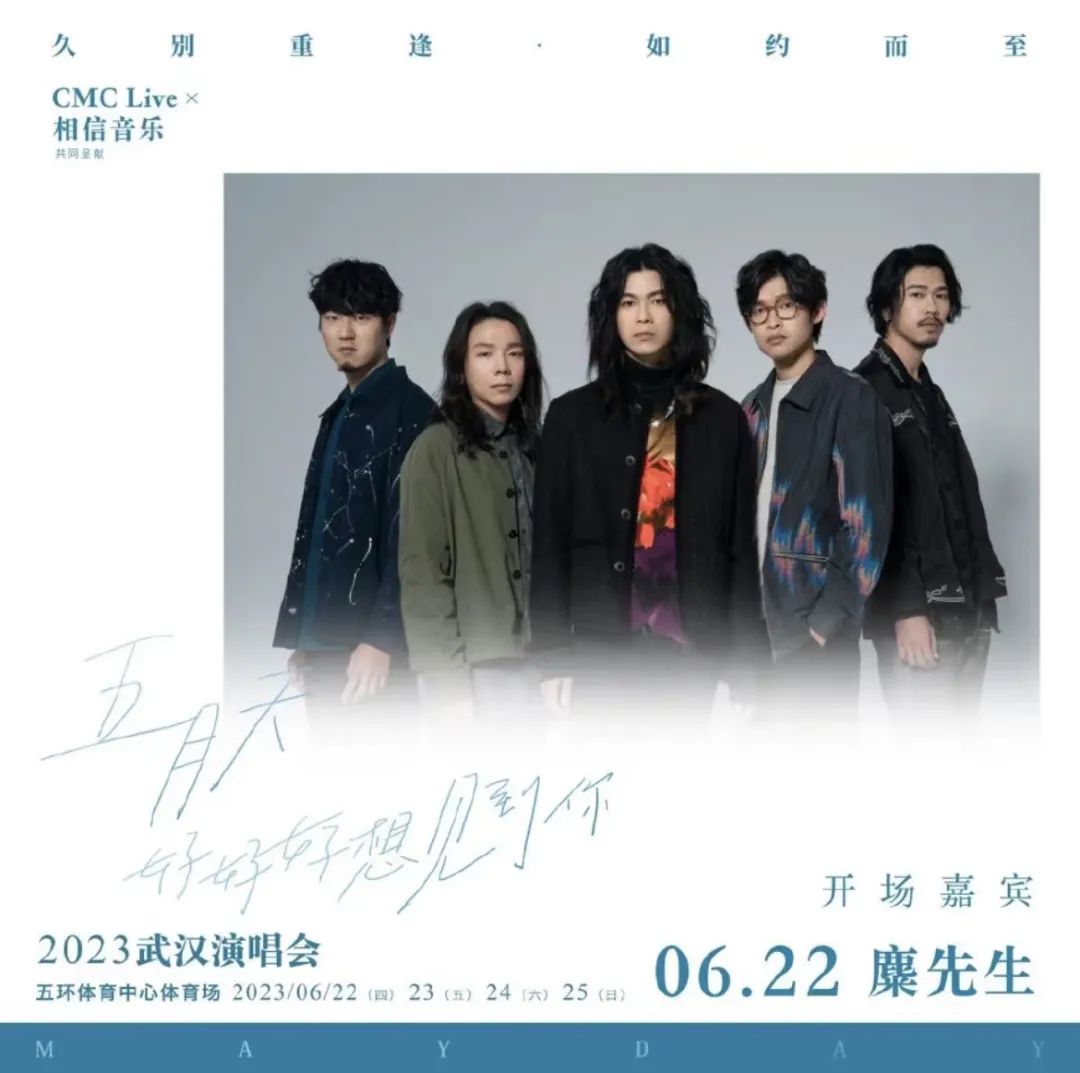 久别重逢·如约而至
CMC Live ×
相信音乐
共同呈献
五月天
好好好想见到你
开场嘉宾
06.22 麋先生
2023武汉演唱会
五环体育中心体育场 2023/06/22（四）23（五）24（六）25（日）
MAYDAY